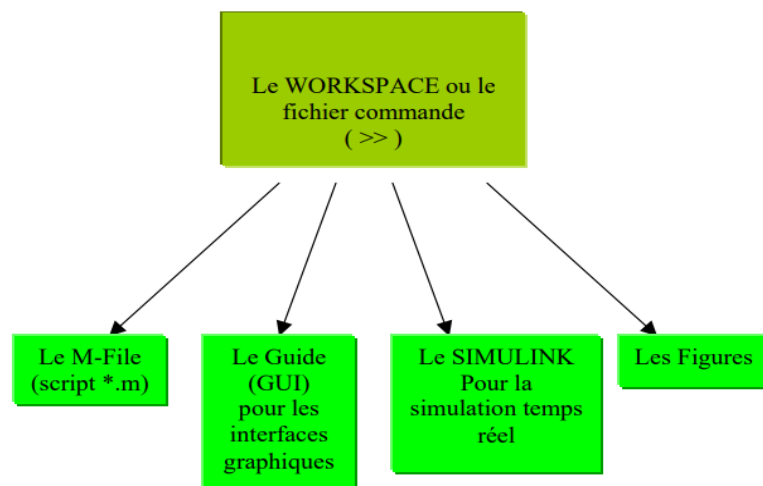 Le WORKSPACE ou le
fichier commande
( >> )
Le M-File
(script *.m)
Le Guide
(GUI)
pour les
interfaces
graphiques
Le SIMULINK
Pour la
simulation temps
réel
Les Figures